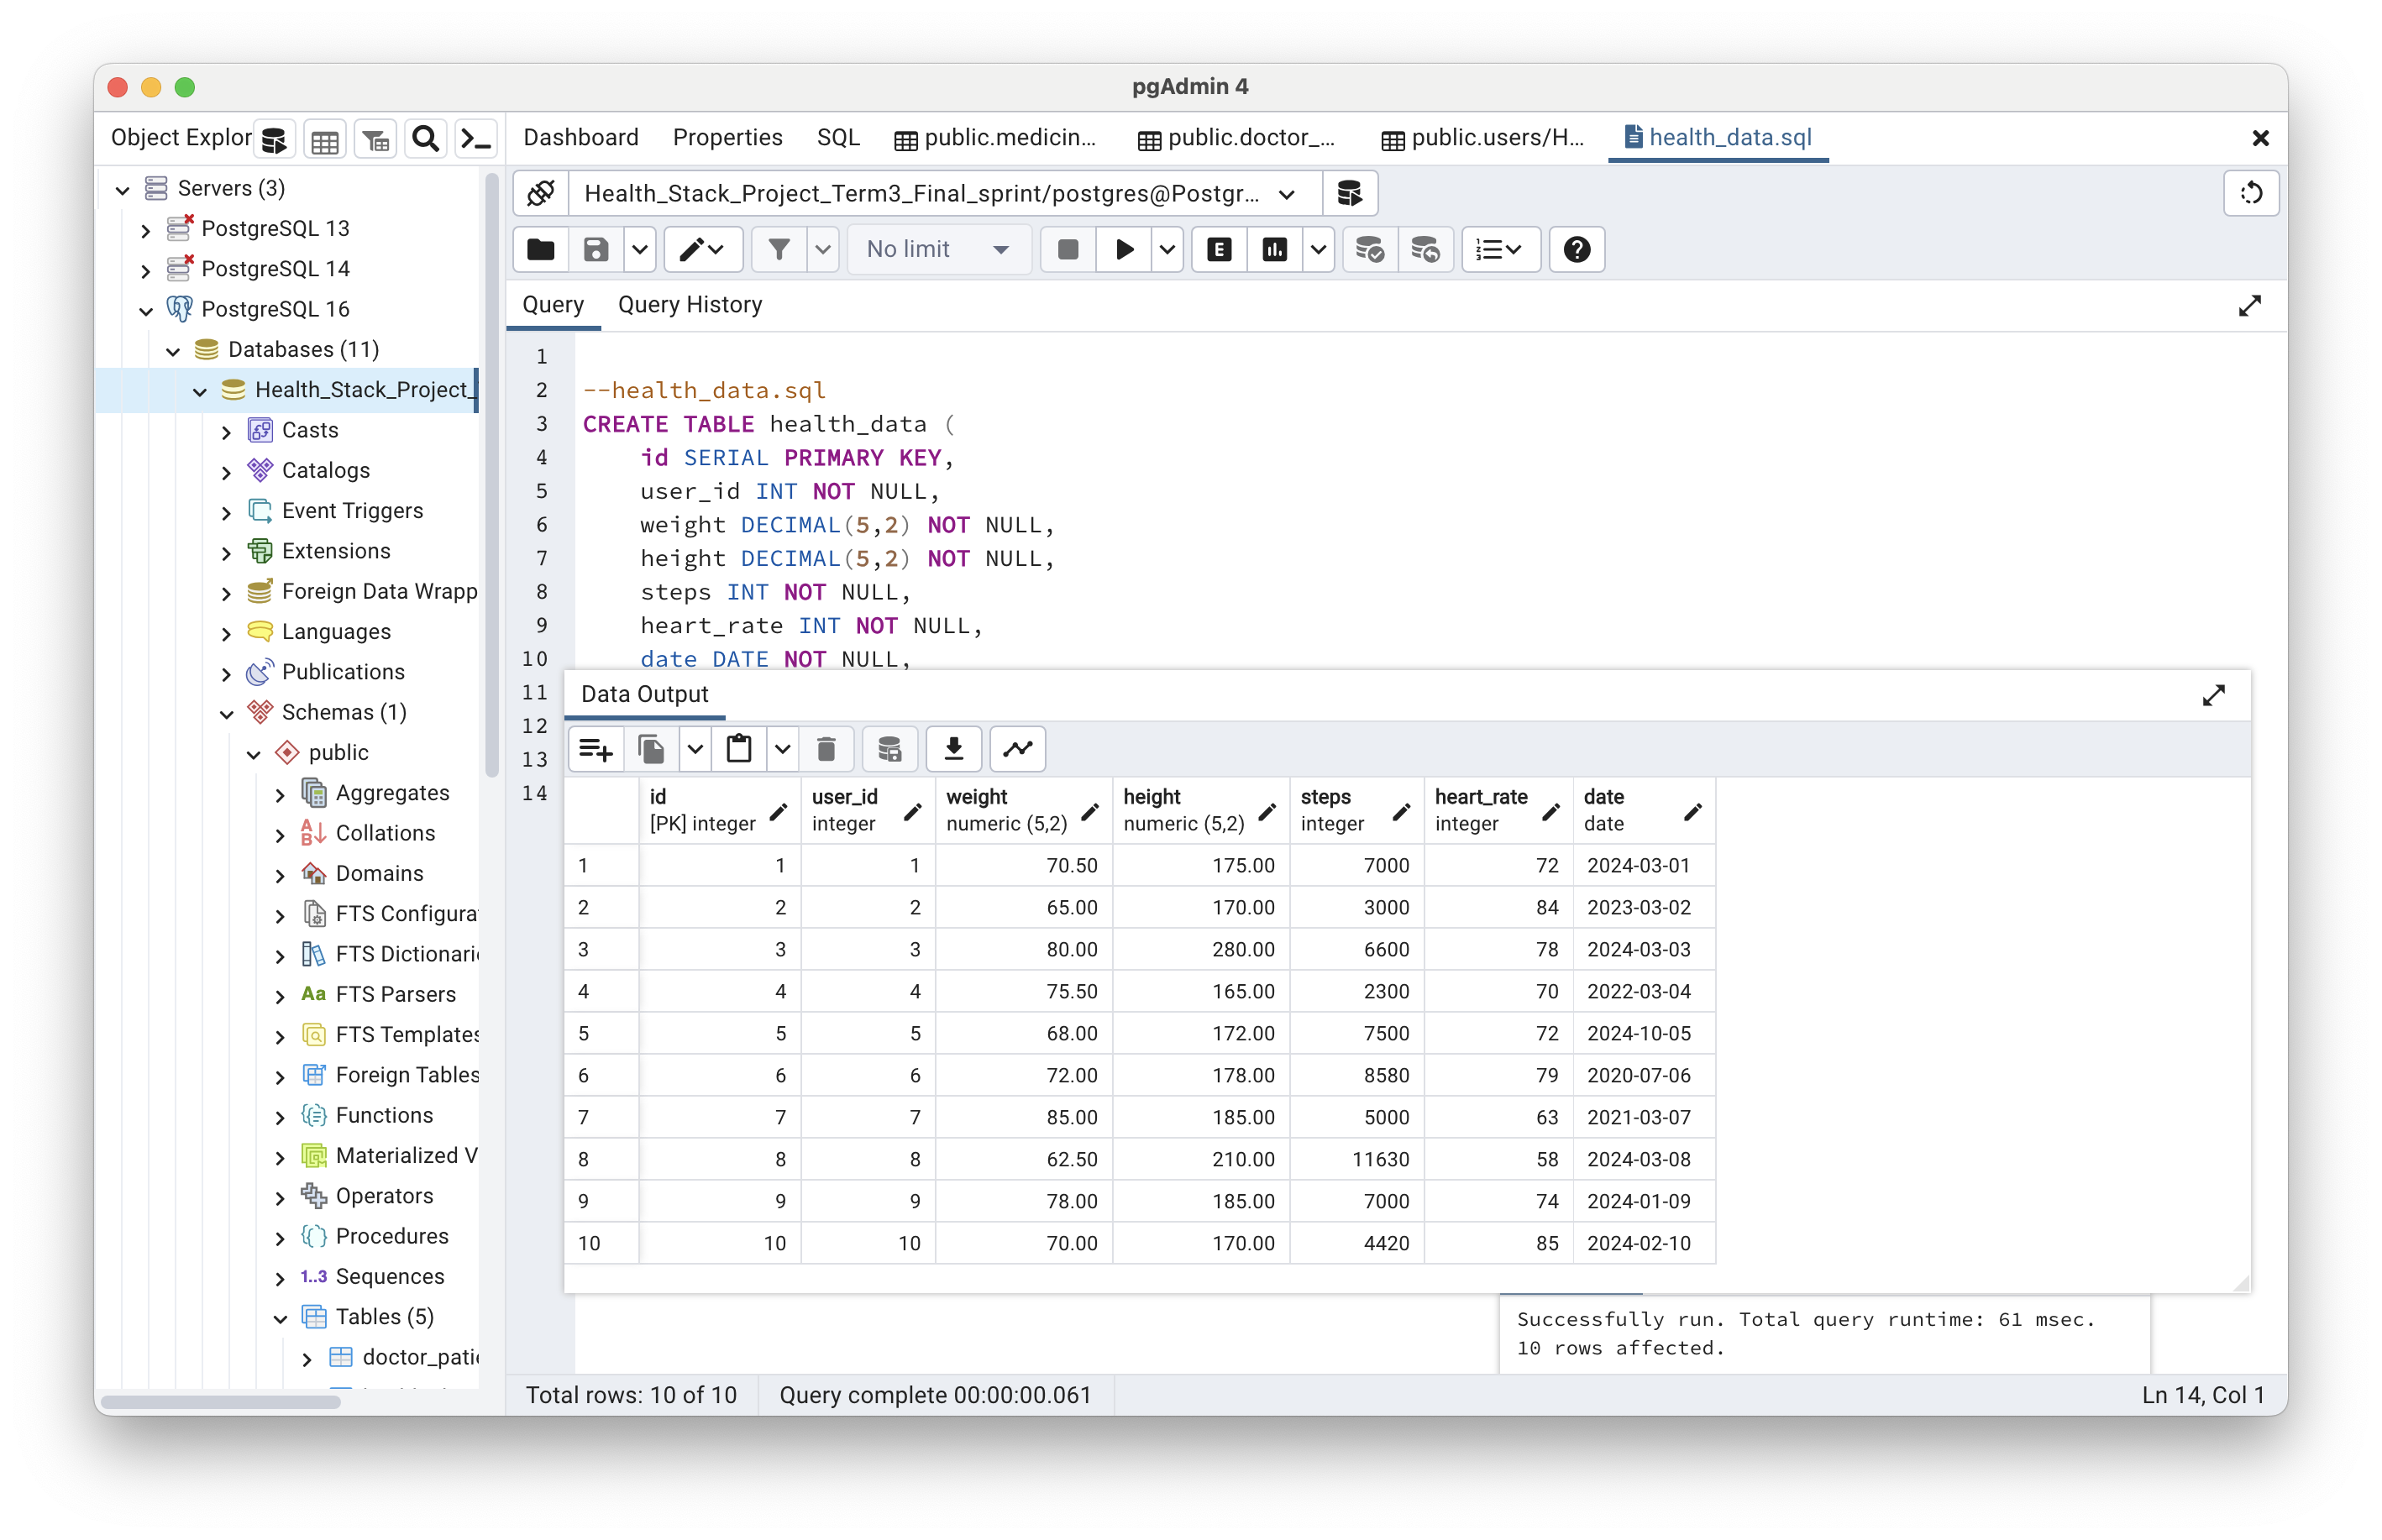 pgAdmin 4
Object Explor
Dashboard Properties SQL public.medicin... public.doctor_... public.users/H... health_data.sql
Servers (3)
PostgreSQL 13
PostgreSQL 14
PostgreSQL 16
Databases (11)
Health_Stack_Project_
Casts
Catalogs
Event Triggers
Extensions
Foreign Data Wrapp
Languages
Publications
Schemas (1)
public
Aggregates
Collations
Domains
FTS Configura
FTS Dictionari
Aa FTS Parsers
FTS Templates
Foreign Tables
Functions
Materialized V
Operators
Procedures
1..3 Sequences
Tables (5)
doctor_patie
Health_Stack_Project_Term3_Final_sprint/postgres@Postgr...
No limit
E
Query Query History
1
2 --health_data.sql
3 CREATE TABLE health_data (
4 id SERIAL PRIMARY KEY,
5 user_id INT NOT NULL,
6 weight DECIMAL(5,2) NOT NULL,
7 height DECIMAL(5,2) NOT NULL,
8 steps INT NOT NULL,
9 heart_rate INT NOT NULL,
10 date DATE NOT NULL,
11
12
13
14
Data Output
id user_id weight height steps heart_rate date
[PK] integer integer numeric (5,2) numeric (5,2) integer integer date
1 1 1 70.50 175.00 7000 72 2024-03-01
2 2 2 65.00 170.00 3000 84 2023-03-02
3 3 3 80.00 280.00 6600 78 2024-03-03
4 4 4 75.50 165.00 2300 70 2022-03-04
5 5 5 68.00 172.00 7500 72 2024-10-05
6 6 6 72.00 178.00 8580 79 2020-07-06
7 7 7 85.00 185.00 5000 63 2021-03-07
8 8 8 62.50 210.00 11630 58 2024-03-08
9 9 9 78.00 185.00 7000 74 2024-01-09
10 10 10 70.00 170.00 4420 85 2024-02-10
Successfully run. Total query runtime: 61 msec.
10 rows affected.
Total rows: 10 of 10 Query complete 00:00:00.061 Ln 14, Col 1